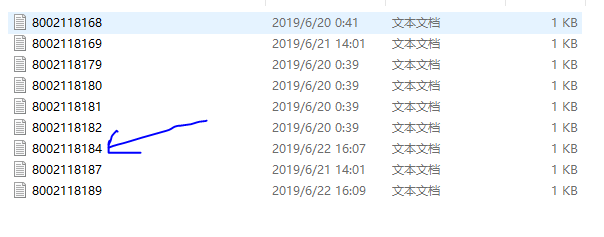 8002118168 2019/6/20 0:41 文本文档 1 KB
8002118169 2019/6/21 14:01 文本文档 1 KB
8002118179 2019/6/20 0:39 文本文档 1 KB
8002118180 2019/6/20 0:39 文本文档 1 KB
8002118181 2019/6/20 0:39 文本文档 1 KB
8002118182 2019/6/20 0:39 文本文档 1 KB
8002118184 2019/6/22 16:07 文本文档 1 KB
8002118187 2019/6/21 14:01 文本文档 1 KB
8002118189 2019/6/22 16:09 文本文档 1 KB